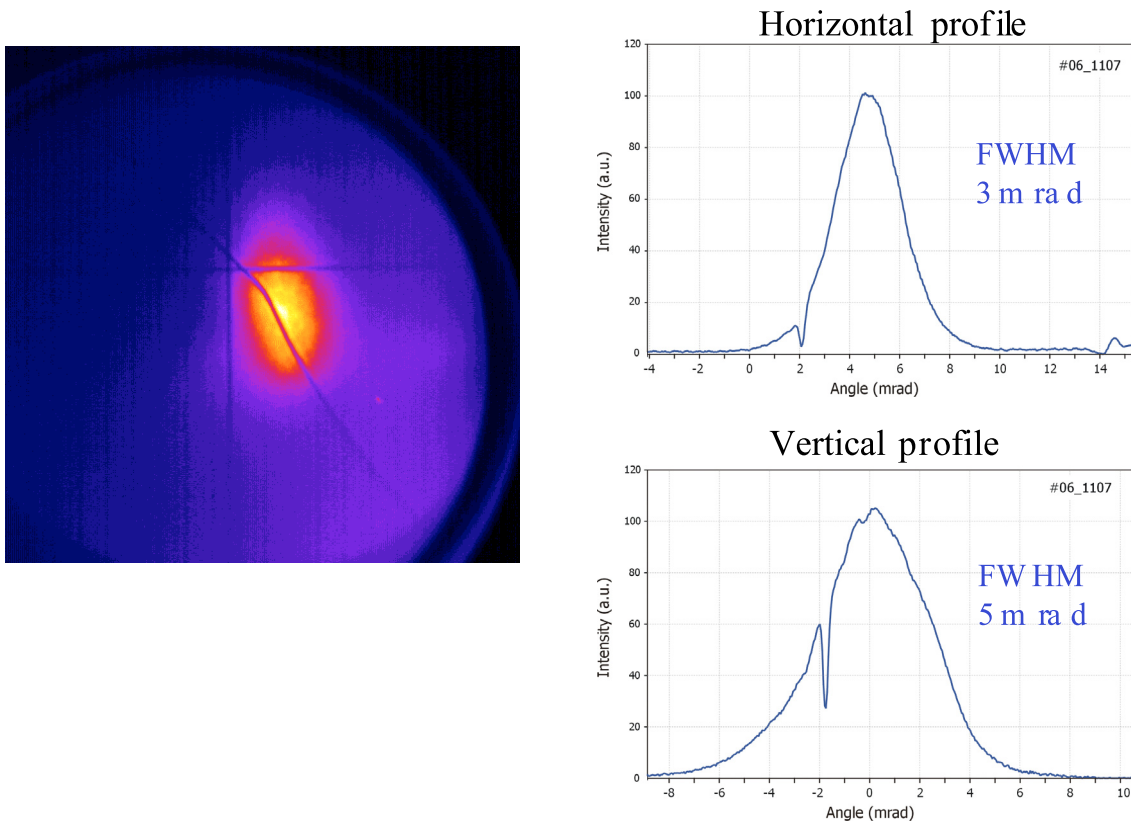 Horizontal profile
120
#06_1107
100
80
60
40
20
0
Intensity (a.u.)
FWHM
3 mrad
-4 -2 0 2 4 6 8 10 12 14
Angle (mrad)
Vertical profile
120
#06_1107
100
80
60
40
20
0
Intensity (a.u.)
FWHM
5 mrad
-8 -6 -4 -2 0 2 4 6 8 10
Angle (mrad)